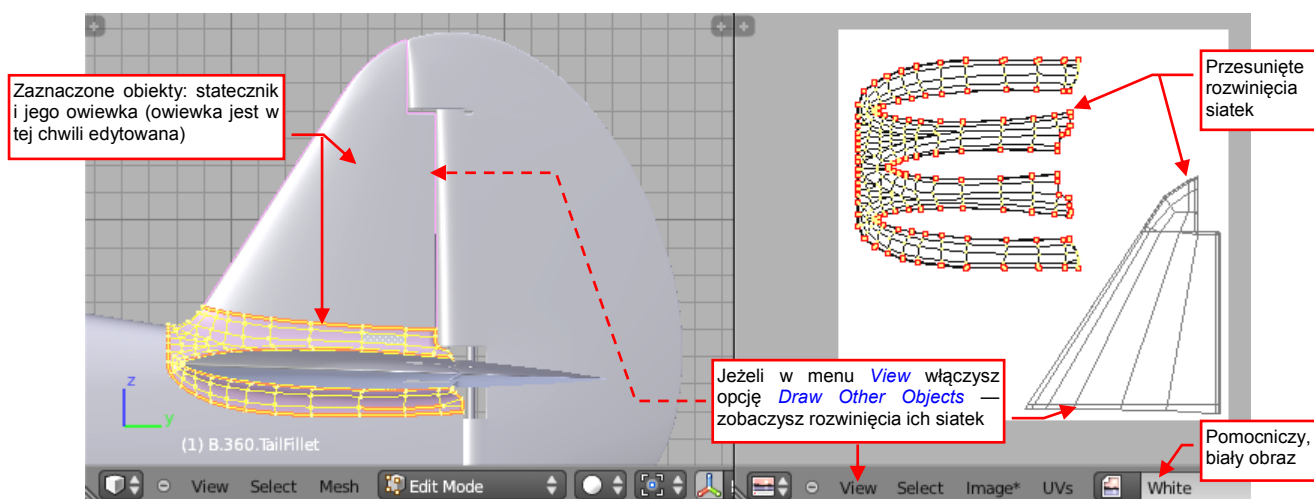 Zaznaczone obiekty: statecznik
i jego owiewka (owiewka jest w
tej chwili edytowana)
Przesunięte
rozwinięcia
siatek
Jeżeli w menu View włączysz
opcję Draw Other Objects —
zobaczysz rozwinięcia ich siatek
Pomocniczy,
biały obraz
z
y
(1) B.360.TailFillet
View Select Mesh Edit Mode
View Select Image* UVs White